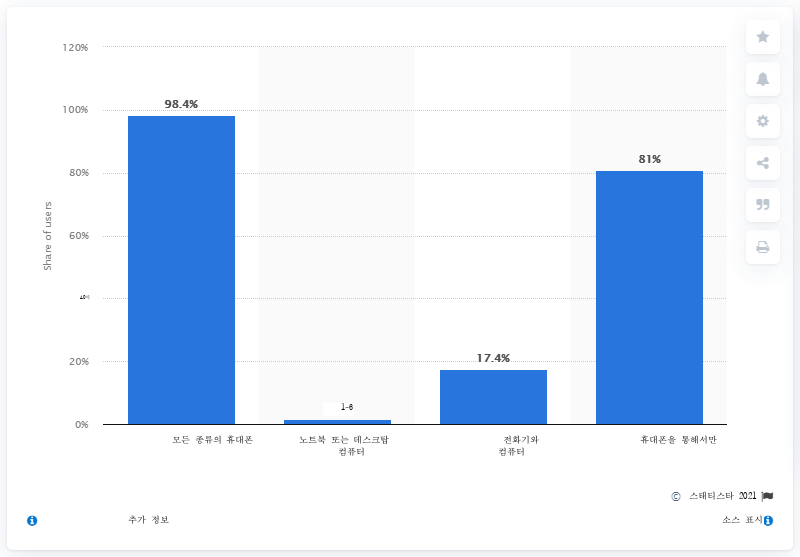 120%
98.4%
100%
81%
80%
Share of users
60%
20%
17.4%
1-6
0%
모든 종류의 휴대폰
노트북 또는 데스크탑
컴퓨터
전화기와
컴퓨터
휴대폰을 통해서만
© 스태티스타 2021
추가 정보
소스 표시